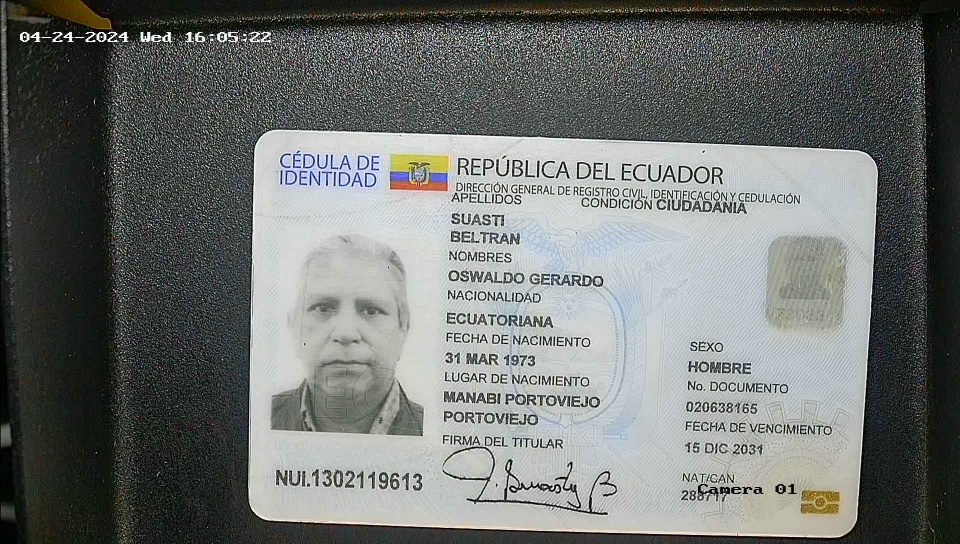 04-24-2024 Wed 16:05:22
CÉDULA DE
IDENTIDAD
REPÚBLICA DEL ECUADOR
DIRECCIÓN GENERAL DE REGISTRO CIVIL, IDENTIFICACIÓN Y CEDULACIÓN
APELLIDOS
CONDICIÓN CIUDADANIA
SUASTI
BELTRAN
NOMBRES
OSWALDO GERARDO
NACIONALIDAD
ECUATORIANA
FECHA DE NACIMIENTO
31 MAR 1973
LUGAR DE NACIMIENTO
MANABI PORTOVIEJO
PORTOVIEJO
FIRMA DEL TITULAR
SEXO
HOMBRE
No. DOCUMENTO
020638165
FECHA DE VENCIMIENTO
15 DIC 2031
NAT/CAN
Camera 01
NUI.1302119613